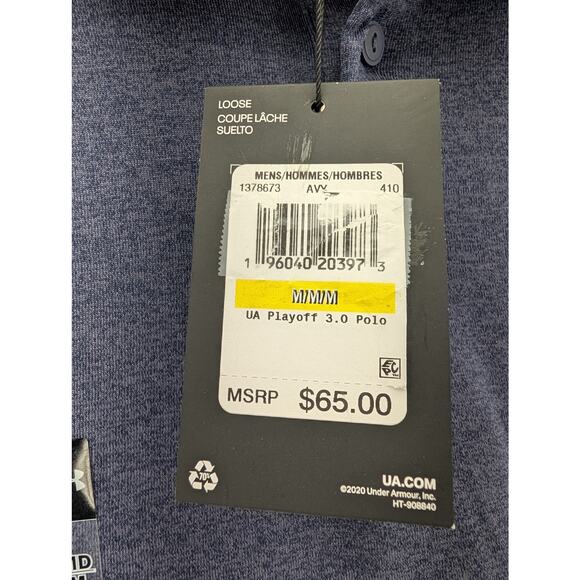 LOOSE
COUPE LÂCHE
SUELTO
MENS/HOMMES/HOMBRES
1378673 AVY 410
1 96040 20397 3
M/M/M
UA Playoff 3.0 Polo
MSRP $65.00
70%
UA.COM
©2020 Under Armour, Inc.
HT-908840